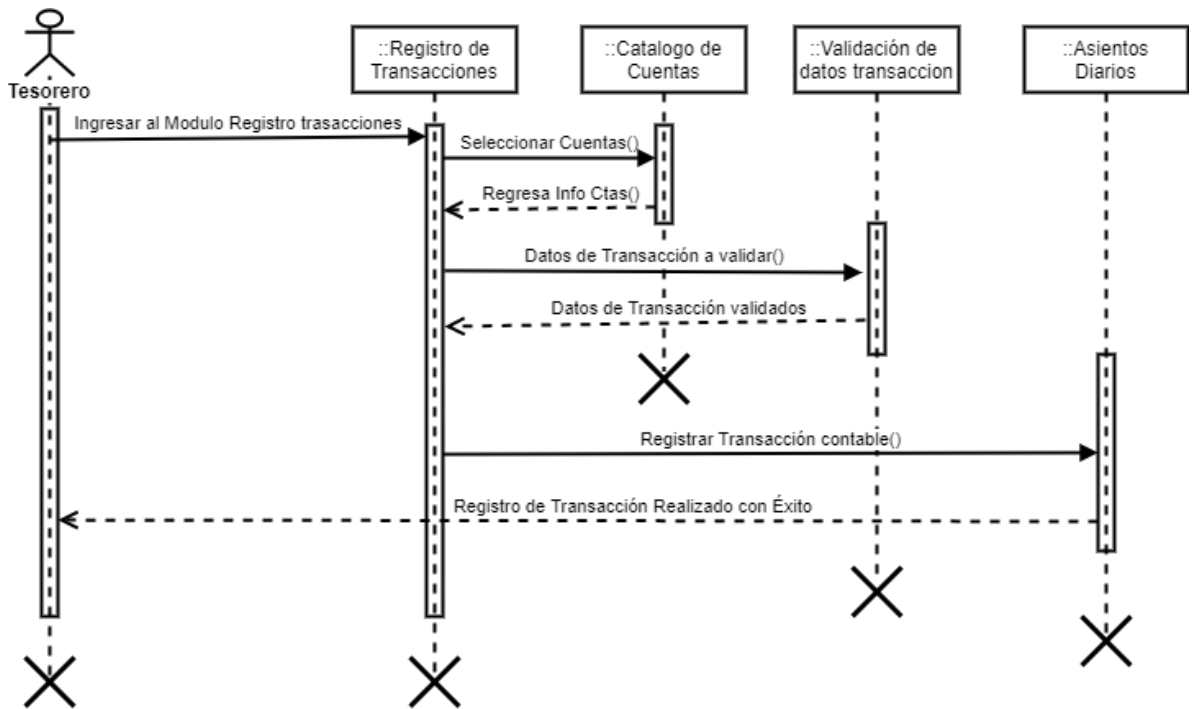 ::Registro de
Transacciones
::Catalogo de
Cuentas
::Validación de
datos transaccion
::Asientos
Diarios
Tesorero
Ingresar al Modulo Registro trasacciones
Seleccionar Cuentas()
Regresa Info Ctas()
Datos de Transacción a validar()
Datos de Transacción validados
Registrar Transacción contable()
Registro de Transacción Realizado con Éxito